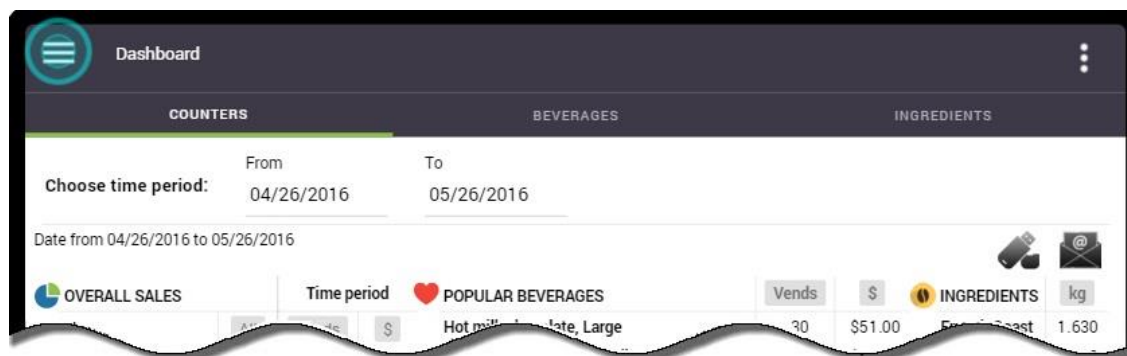 Dashboard
COUNTERS BEVERAGES INGREDIENTS
From To
Choose time period: 04/26/2016 05/26/2016
Date from 04/26/2016 to 05/26/2016
@
OVERALL SALES Time period POPULAR BEVERAGES Vends $ INGREDIENTS kg
$ Hot Large 30 $51.00 1.630